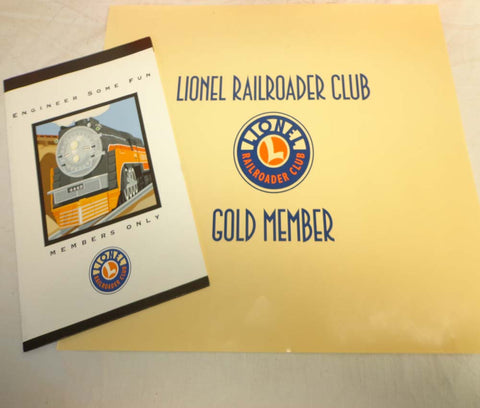 ENGINEER SOME FUN
MEMBERS ONLY
LIONEL
L
RAILROADER CLUB
LIONEL RAILROADER CLUB
LIONEL
L
RAILROADER CLUB
GOLD MEMBER